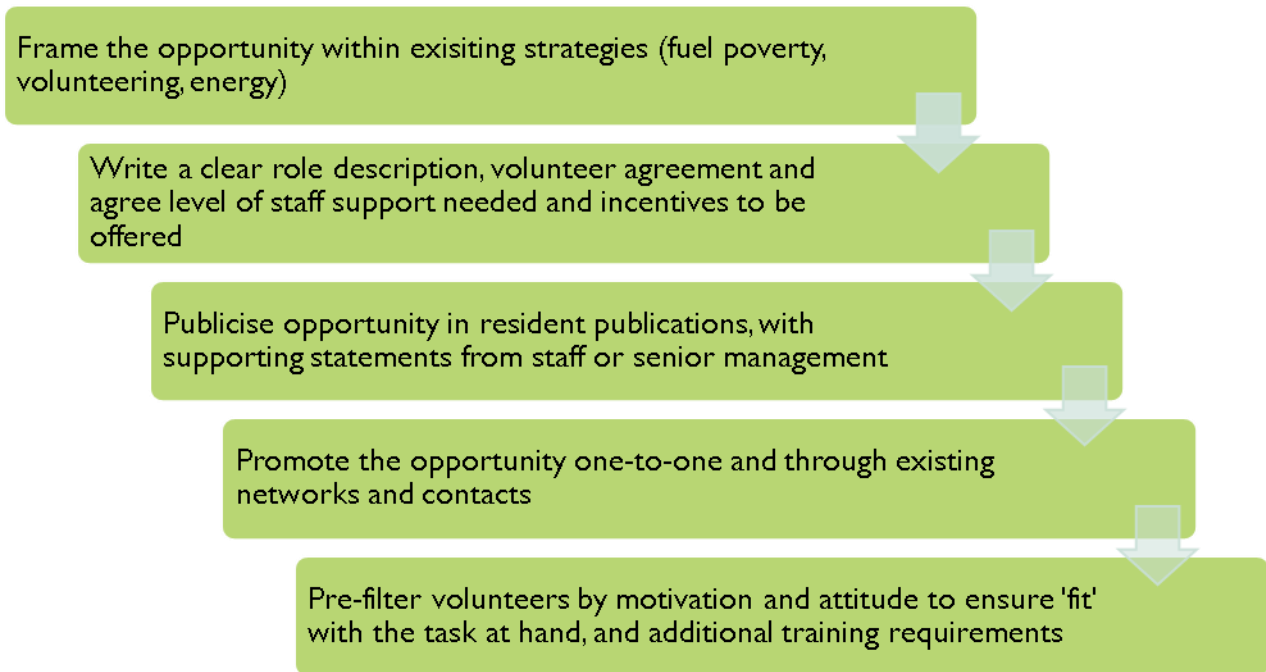 Frame the opportunity within exisiting strategies (fuel poverty,
volunteering, energy)
Write a clear role description, volunteer agreement and
agree level of staff support needed and incentives to be
offered
Publicise opportunity in resident publications, with
supporting statements from staff or senior management
Promote the opportunity one-to-one and through existing
networks and contacts
Pre-filter volunteers by motivation and attitude to ensure 'fit'
with the task at hand, and additional training requirements